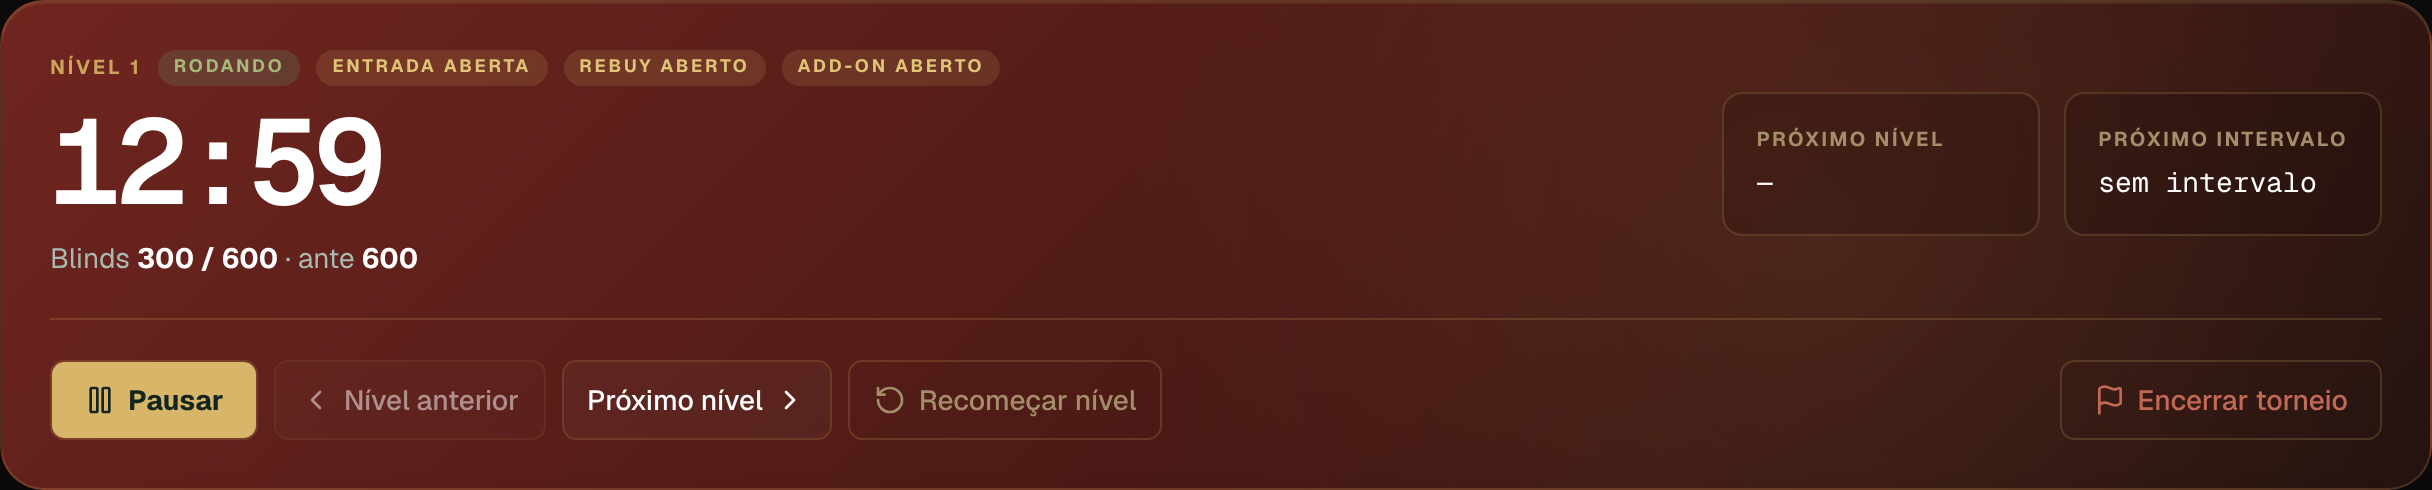 NÍVEL 1 RODANDO ENTRADA ABERTA REBUY ABERTO ADD-ON ABERTO
12:59
Blinds 300 / 600 · ante 600
PRÓXIMO NÍVEL
—
PRÓXIMO INTERVALO
sem intervalo
Pausar
Nível anterior
Próximo nível
Recomeçar nível
Encerrar torneio